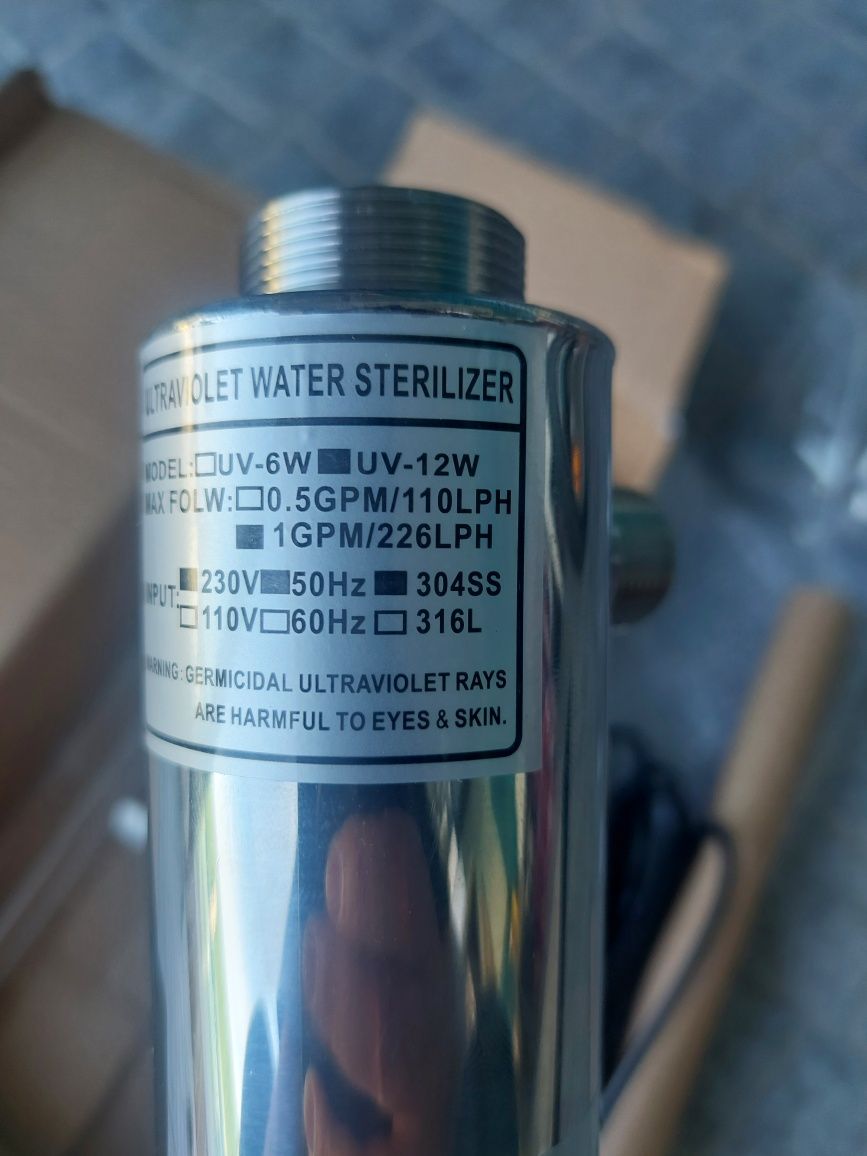 ULTRAVIOLET WATER STERILIZER
MODEL: □UV-6W ■UV-12W
MAX FOLW: □0.5GPM/110LPH
■ 1GPM/226LPH
INPUT: ■230V ■50Hz ■ 304SS
□110V □60Hz □ 316L
WARNING: GERMICIDAL ULTRAVIOLET RAYS
ARE HARMFUL TO EYES & SKIN.